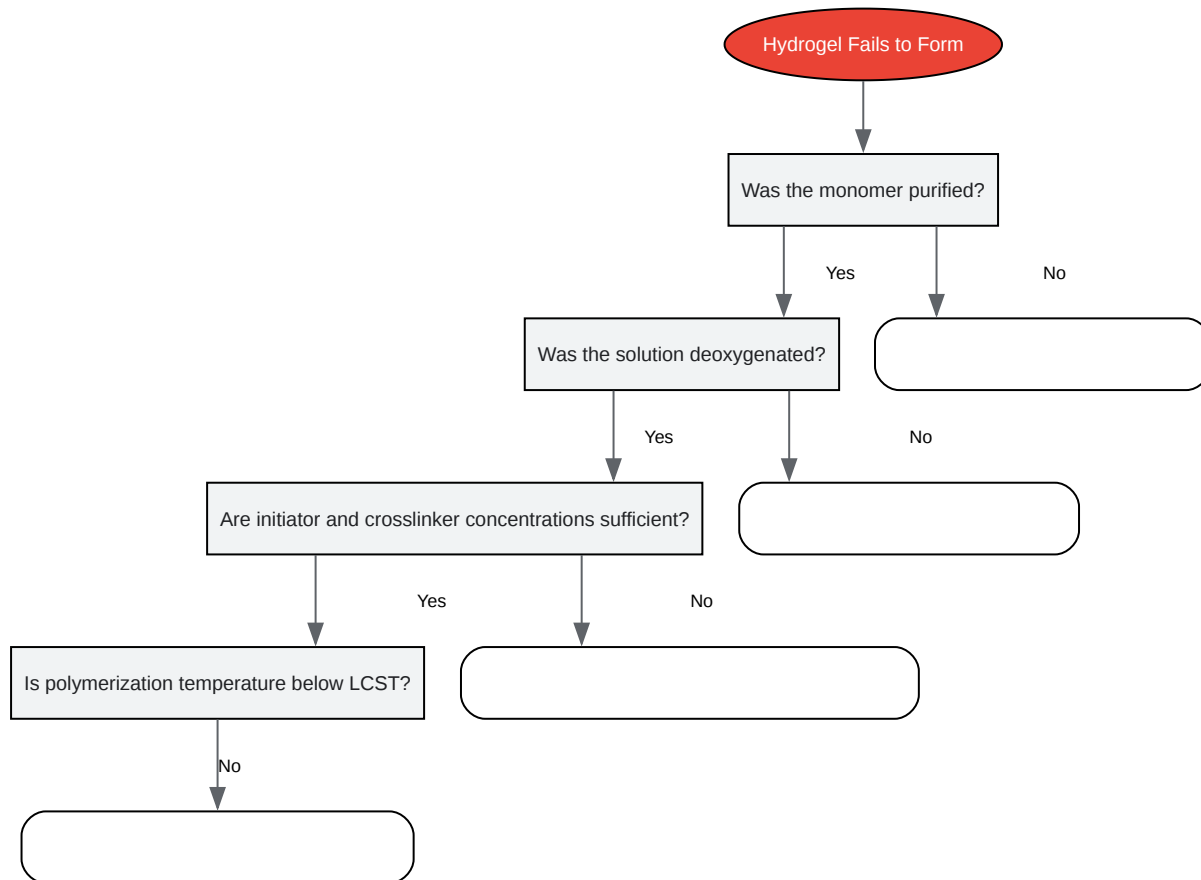 Hydrogel Fails to Form
Was the monomer purified?
Yes
No
Was the solution deoxygenated?
Yes
No
Are initiator and crosslinker concentrations sufficient?
Yes
No
Is polymerization temperature below LCST?
No